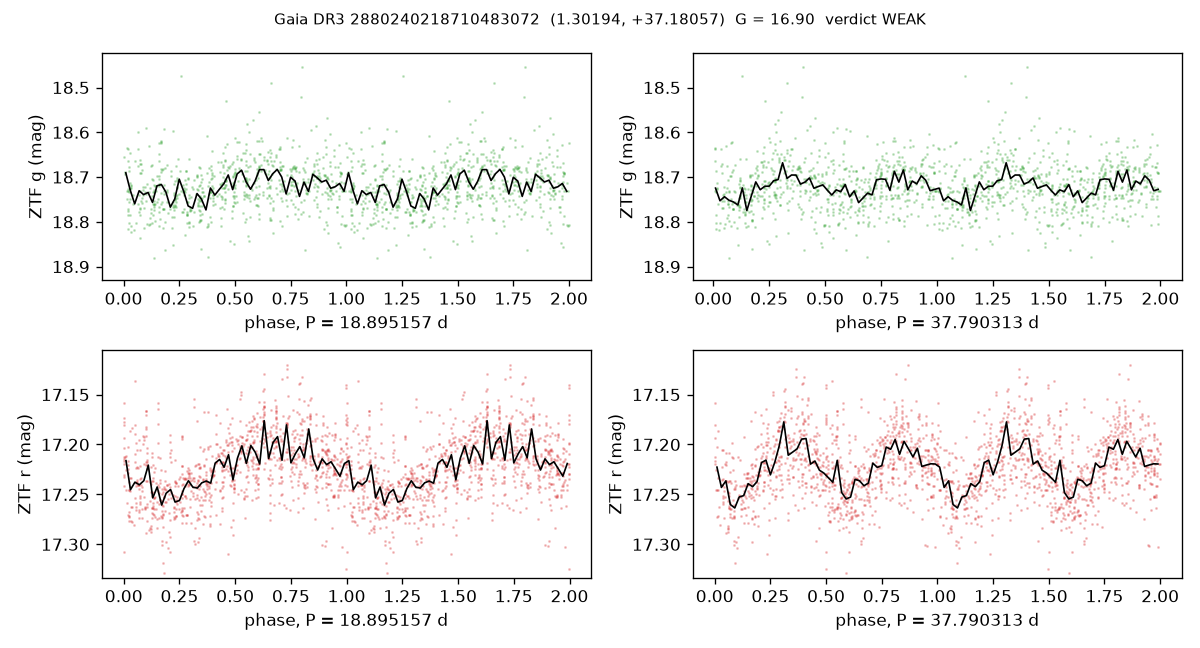 Gaia DR3 2880240218710483072  (1.30194, +37.18057)  G = 16.90  verdict WEAK
ZTF g (mag)
18.5
18.6
18.7
18.8
18.9
0.00 0.25 0.50 0.75 1.00 1.25 1.50 1.75 2.00
phase, P = 18.895157 d
ZTF g (mag)
18.5
18.6
18.7
18.8
18.9
0.00 0.25 0.50 0.75 1.00 1.25 1.50 1.75 2.00
phase, P = 37.790313 d
ZTF r (mag)
17.15
17.20
17.25
17.30
0.00 0.25 0.50 0.75 1.00 1.25 1.50 1.75 2.00
phase, P = 18.895157 d
ZTF r (mag)
17.15
17.20
17.25
17.30
0.00 0.25 0.50 0.75 1.00 1.25 1.50 1.75 2.00
phase, P = 37.790313 d